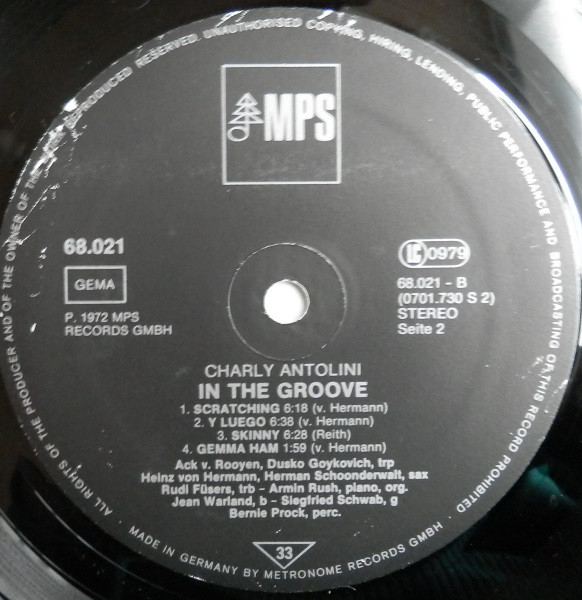 ALL RIGHTS OF THE PRODUCER AND OF THE OWNER OF THE REPRODUCED RESERVED. UNAUTHORISED COPYING, HIRING, LENDING, PUBLIC PERFORMANCE AND BROADCASTING OF THIS RECORD PROHIBITED ·
MPS
68.021
GEMA
P. 1972 MPS
RECORDS GMBH
LC 0979
68.021 - B
(0701.730 S 2)
STEREO
Seite 2
CHARLY ANTOLINI
IN THE GROOVE
1. SCRATCHING 6:18 (v. Hermann)
2. Y LUEGO 6:38 (v. Hermann)
3. SKINNY 6:28 (Reith)
4. GEMMA HAM 1:59 (v. Hermann)
Ack v. Rooyen, Dusko Goykovich, trp
Heinz von Hermann, Herman Schoonderwalt, sax
Rudi Füsers, trb – Armin Rush, piano, org.
Jean Warland, b - Siegfried Schwab, g
Bernie Prock, perc.
33
· MADE IN GERMANY BY METRONOME RECORDS GMBH ·